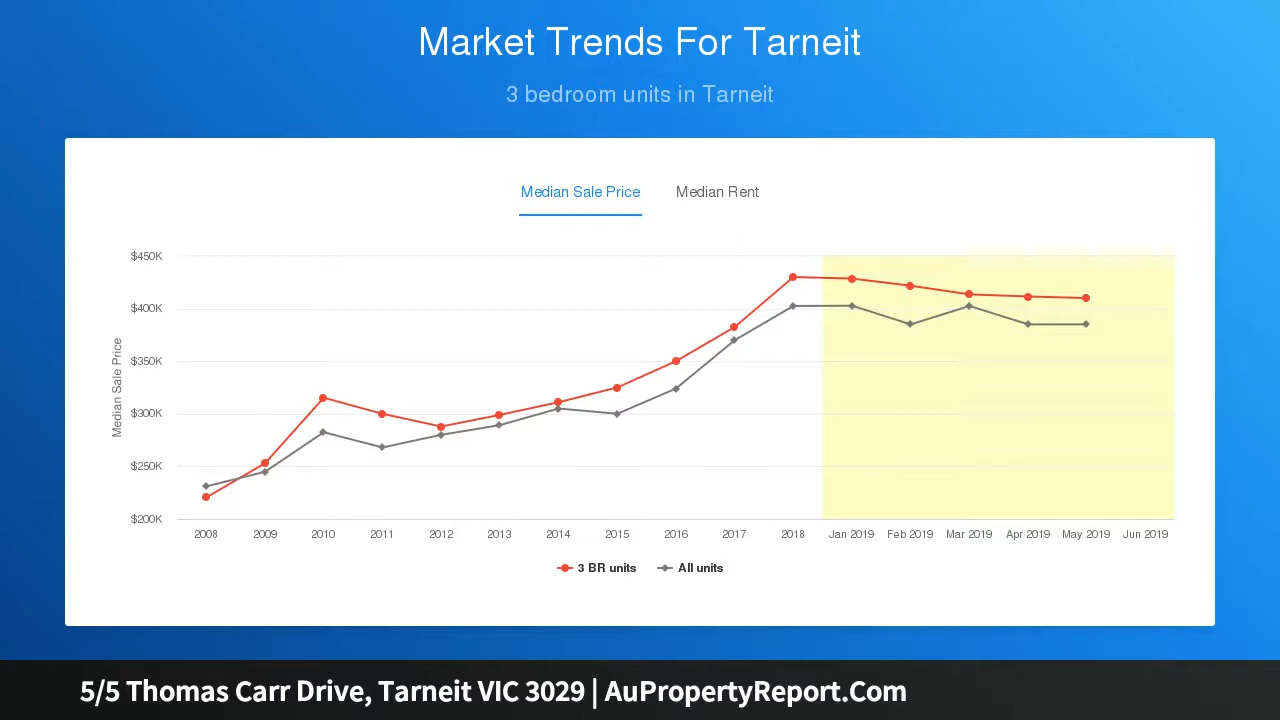 Market Trends For Tarneit
3 bedroom units in Tarneit
Median Sale Price Median Rent
$450K
$400K
$350K
$300K
$250K
$200K
Median Sale Price
2008 2009 2010 2011 2012 2013 2014 2015 2016 2017 2018 Jan 2019 Feb 2019 Mar 2019 Apr 2019 May 2019 Jun 2019
3 BR units All units
5/5 Thomas Carr Drive, Tarneit VIC 3029 | AuPropertyReport.Com